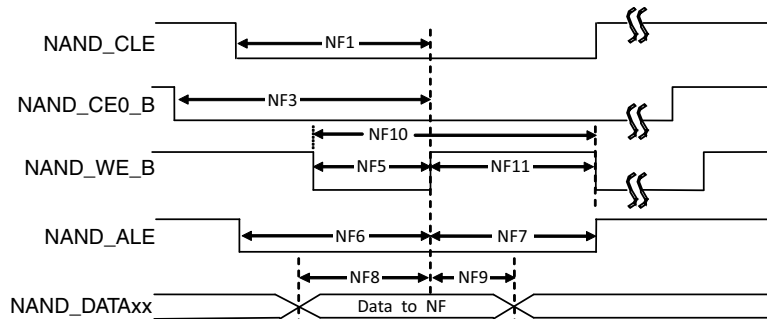 NAND_CLE
NF1
NAND_CE0_B
NF3
NF10
NAND_WE_B
NF5
NF11
NAND_ALE
NF6
NF7
NF8
NF9
NAND_DATAxx
Data to NF